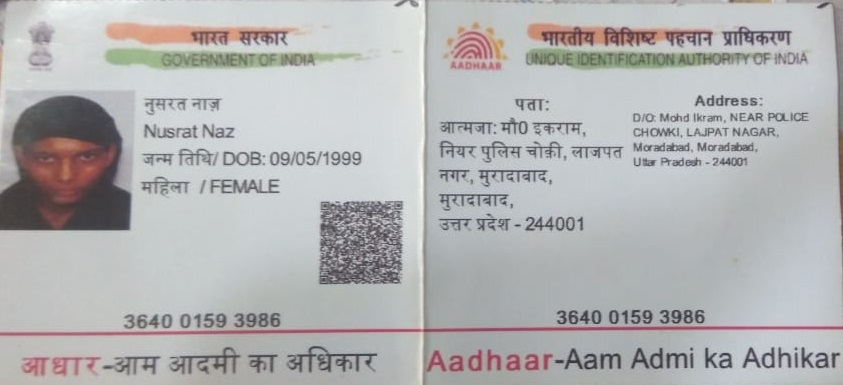 भारत सरकार
GOVERNMENT OF INDIA
नुसरत नाज़
Nusrat Naz
जन्म तिथि/ DOB: 09/05/1999
महिला / FEMALE
3640 0159 3986
आधार-आम आदमी का अधिकार
भारतीय विशिष्ट पहचान प्राधिकरण
UNIQUE IDENTIFICATION AUTHORITY OF INDIA
AADHAAR
पता:
आत्मजा: मौ0 इकराम,
नियर पुलिस चोक़ी, लाजपत
नगर, मुरादाबाद,
मुरादाबाद,
उत्तर प्रदेश - 244001
Address:
D/O: Mohd Ikram, NEAR POLICE
CHOWKI, LAJPAT NAGAR,
Moradabad, Moradabad,
Uttar Pradesh - 244001
3640 0159 3986
Aadhaar-Aam Admi ka Adhikar